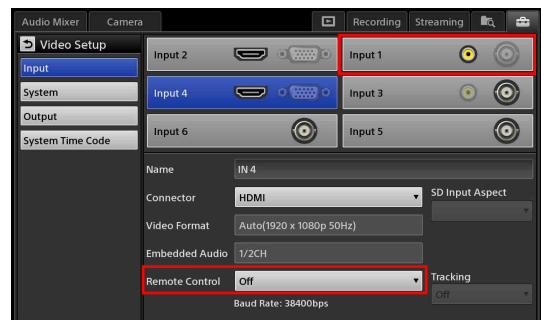 Audio Mixer Camera Recording Streaming
Video Setup
Input
System
Output
System Time Code
Input 2
Input 1
Input 4
Input 3
Input 6
Input 5
Name IN 4
Connector HDMI SD Input Aspect
Video Format Auto(1920 x 1080p 50Hz)
Embedded Audio 1/2CH
Remote Control Off Tracking
Off
Baud Rate: 38400bps